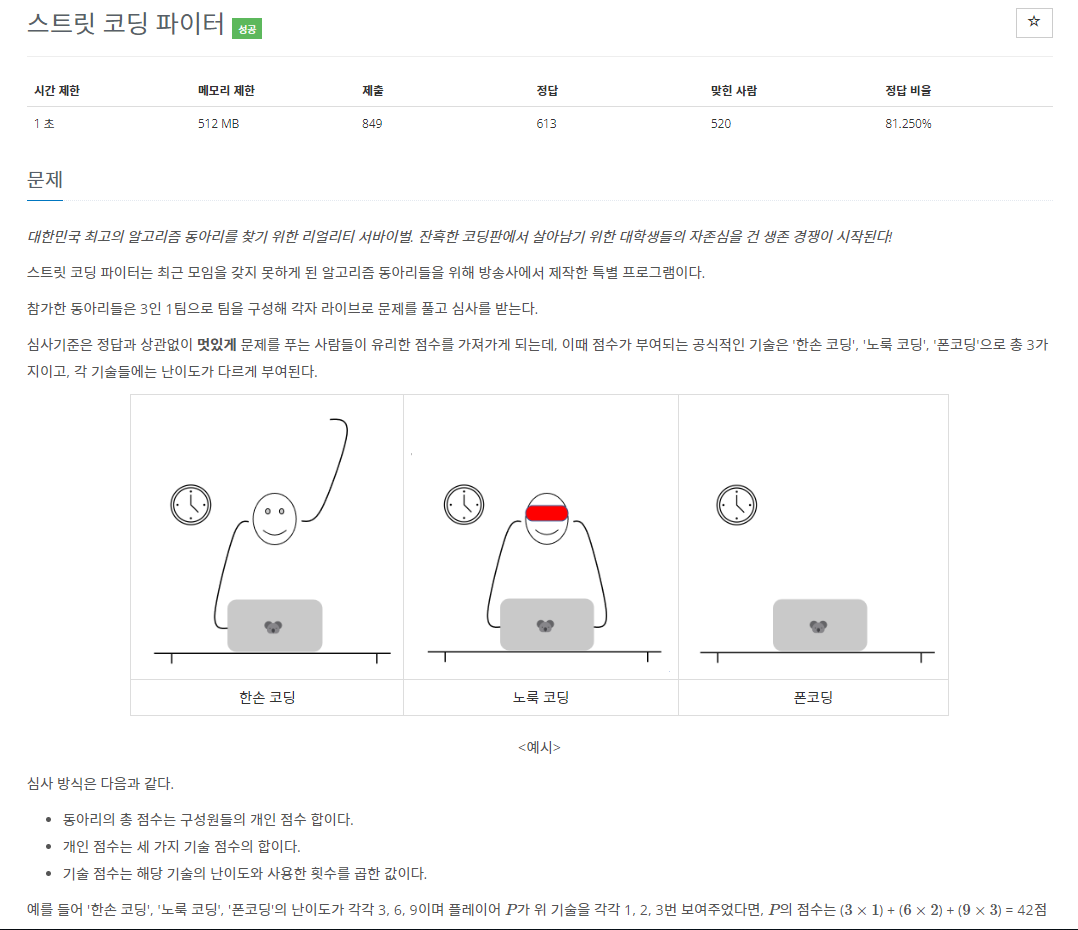 스트릿 코딩 파이터 성공
☆
시간 제한 메모리 제한 제출 정답 맞힌 사람 정답 비율
1 초 512 MB 849 613 520 81.250%
문제
대한민국 최고의 알고리즘 동아리를 찾기 위한 리얼리티 서바이벌. 잔혹한 코딩판에서 살아남기 위한 대학생들의 자존심을 건 생존 경쟁이 시작된다!
스트릿 코딩 파이터는 최근 모임을 갖지 못하게 된 알고리즘 동아리들을 위해 방송사에서 제작한 특별 프로그램이다.
참가한 동아리들은 3인 1팀으로 팀을 구성해 각자 라이브로 문제를 풀고 심사를 받는다.
심사기준은 정답과 상관없이 멋있게 문제를 푸는 사람들이 유리한 점수를 가져가게 되는데, 이때 점수가 부여되는 공식적인 기술은 '한손 코딩', '노룩 코딩', '폰코딩'으로 총 3가
지이고, 각 기술들에는 난이도가 다르게 부여된다.
한손 코딩 노룩 코딩 폰코딩
<예시>
심사 방식은 다음과 같다.
• 동아리의 총 점수는 구성원들의 개인 점수 합이다.
• 개인 점수는 세 가지 기술 점수의 합이다.
• 기술 점수는 해당 기술의 난이도와 사용한 횟수를 곱한 값이다.
예를 들어 '한손 코딩', '노룩 코딩', '폰코딩'의 난이도가 각각 3, 6, 9이며 플레이어 P가 위 기술을 각각 1, 2, 3번 보여주었다면, P의 점수는 (3 × 1) + (6 × 2) + (9 × 3) = 42점